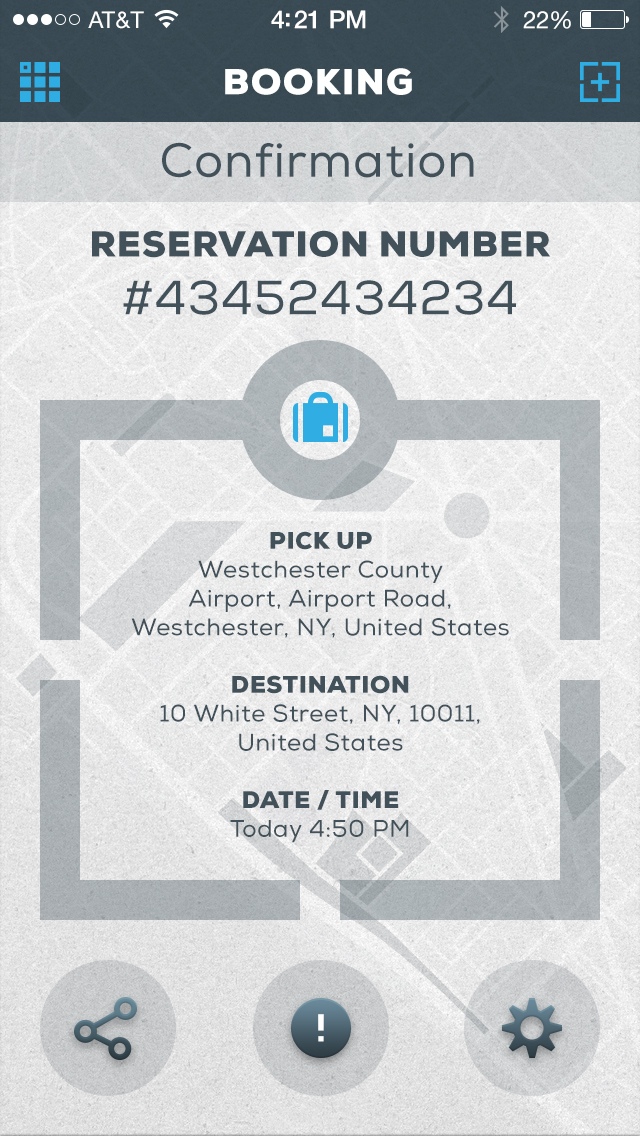 AT&T 4:21 PM 22%
BOOKING
Confirmation
RESERVATION NUMBER
#43452434234
PICK UP
Westchester County
Airport, Airport Road,
Westchester, NY, United States
DESTINATION
10 White Street, NY, 10011,
United States
DATE / TIME
Today 4:50 PM
!